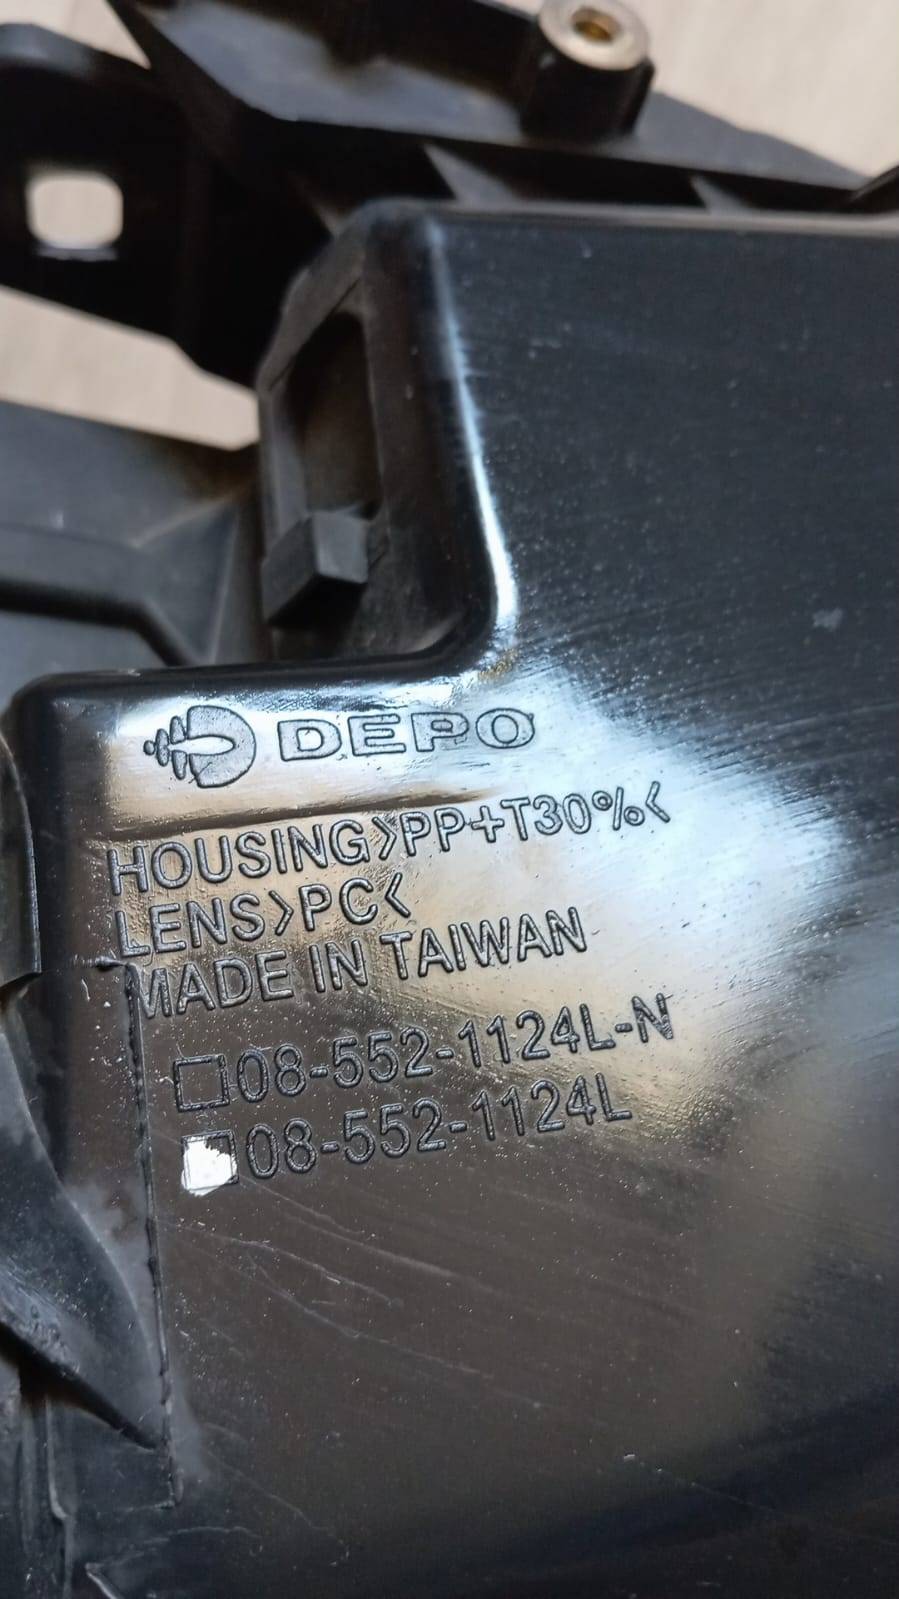 DEPO
HOUSING>PP+T30%<
LENS>PC<
MADE IN TAIWAN
08-552-1124L-N
08-552-1124L